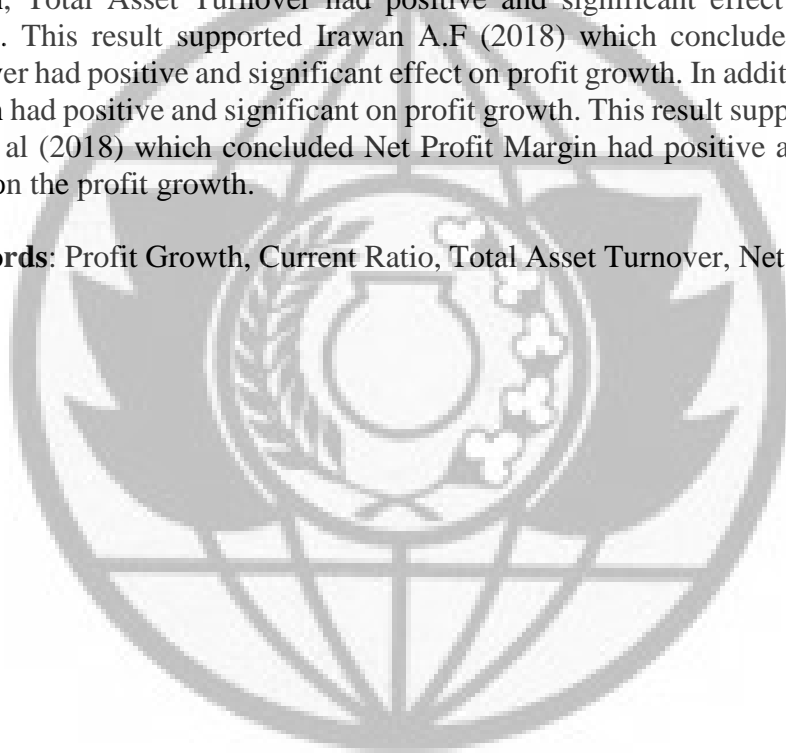 Total Asset Turnover had positive and significant effect
. This result supported Irawan A.F (2018) which conclude
ver had positive and significant effect on profit growth. In addit
n had positive and significant on profit growth. This result supp
al (2018) which concluded Net Profit Margin had positive a
on the profit growth.
ords: Profit Growth, Current Ratio, Total Asset Turnover, Net